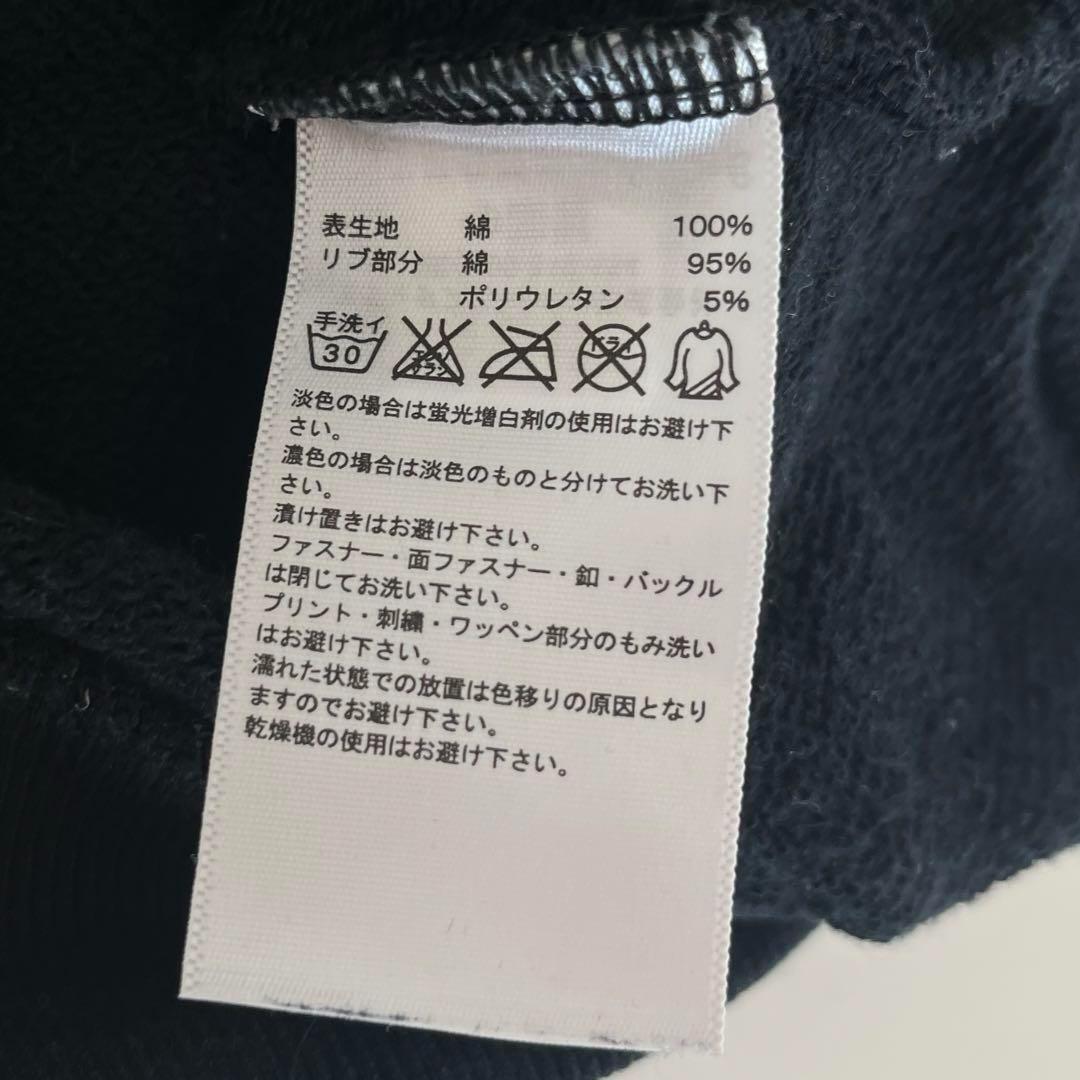 表生地 綿 100%
リブ部分 綿 95%
ポリウレタン 5%
手洗イ 30 エンソサラシ ドライ
淡色の場合は蛍光増白剤の使用はお避け下
さい。
濃色の場合は淡色のものと分けてお洗い下
さい。
漬け置きはお避け下さい。
ファスナー・面ファスナー・釦・バックル
は閉じてお洗い下さい。
プリント・刺繍・ワッペン部分のもみ洗い
はお避け下さい。
濡れた状態での放置は色移りの原因となり
ますのでお避け下さい。
乾燥機の使用はお避け下さい。